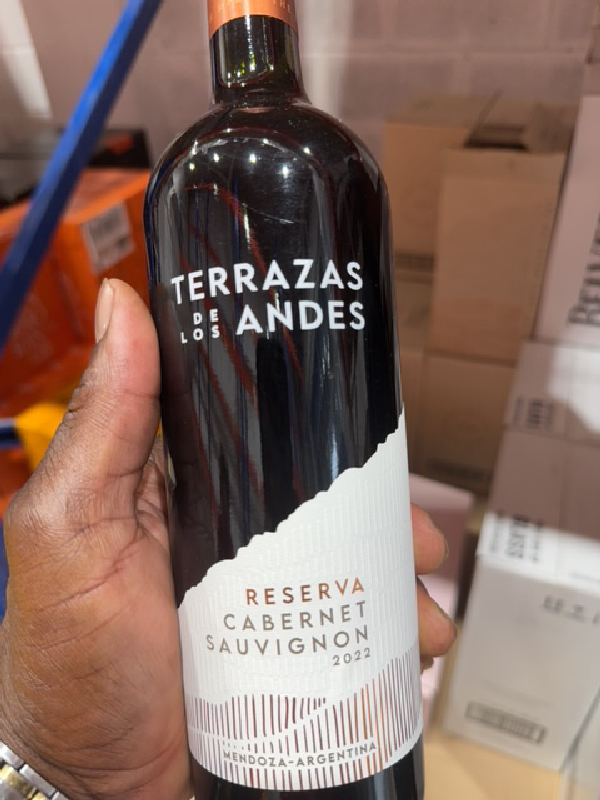 TERRAZAS
DE
LOS ANDES
RESERVA
CABERNET
SAUVIGNON
2022
MENDOZA-ARGENTINA